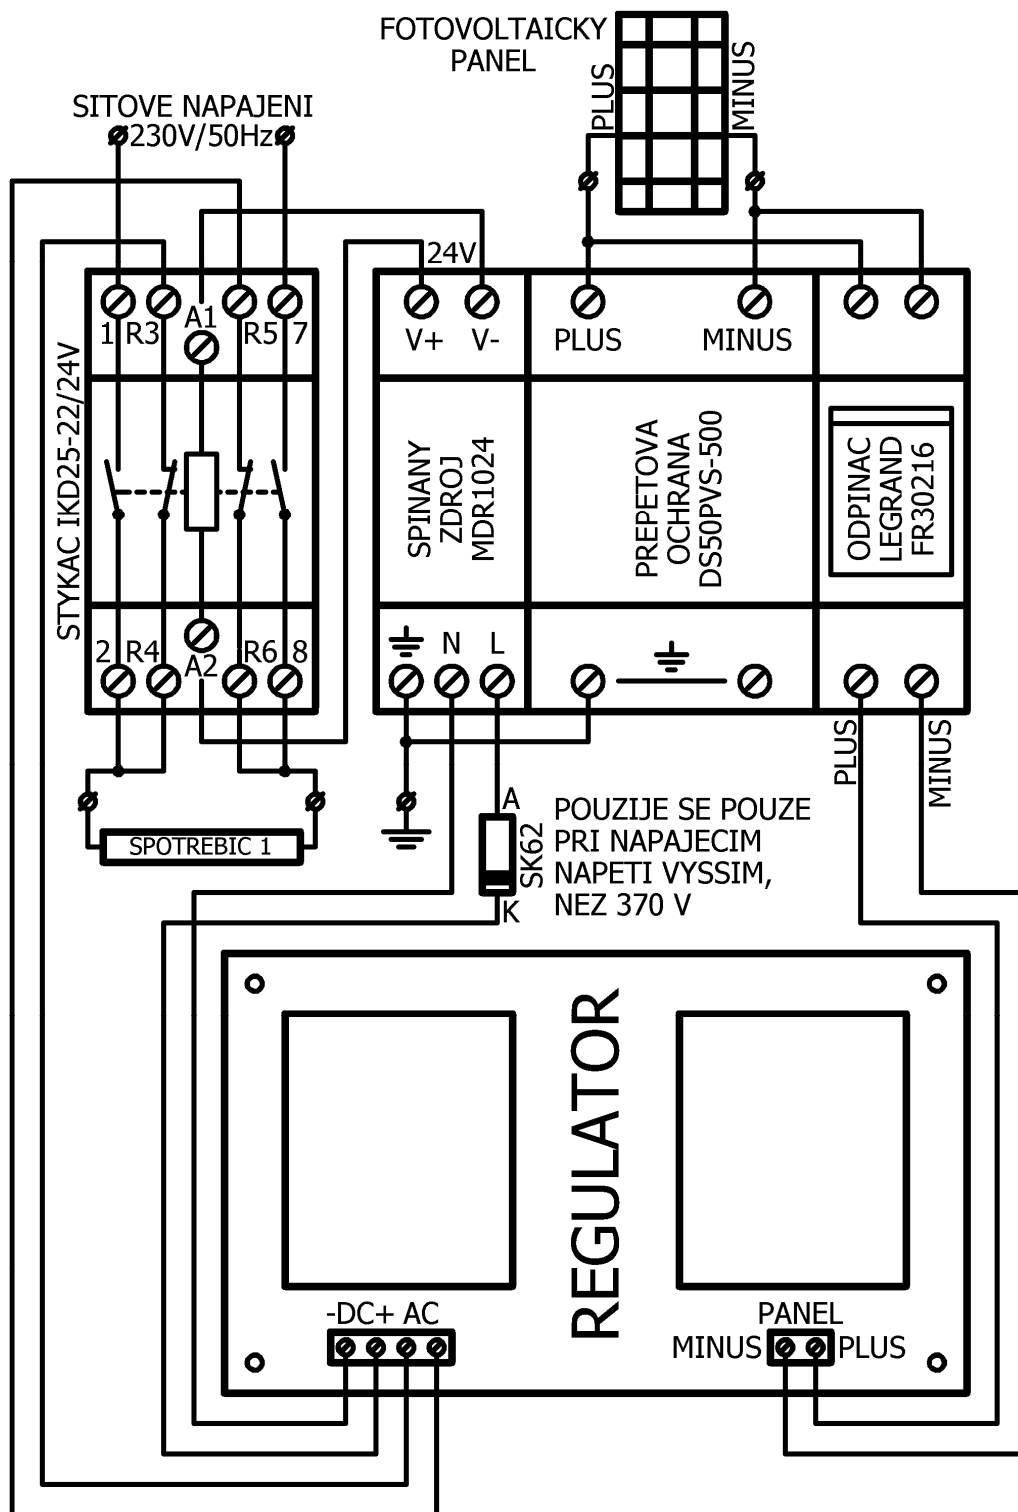 FOTOVOLTAICKY
PANEL
PLUS
MINUS
SITOVE NAPAJENI
230V/50Hz
24V
1 R3 A1 R5 7
V+ V-
PLUS
MINUS
STYKAC IKD25-22/24V
SPINANY
ZDROJ
MDR1024
PREPETOVA
OCHRANA
DS50PVS-500
ODPINAC
LEGRAND
FR30216
2 R4 A2 R6 8
N L
PLUS
MINUS
SPOTREBIC 1
A
SK62
K
POUZIJE SE POUZE
PRI NAPAJECIM
NAPETI VYSSIM,
NEZ 370 V
REGULATOR
-DC+ AC
PANEL
MINUS
PLUS